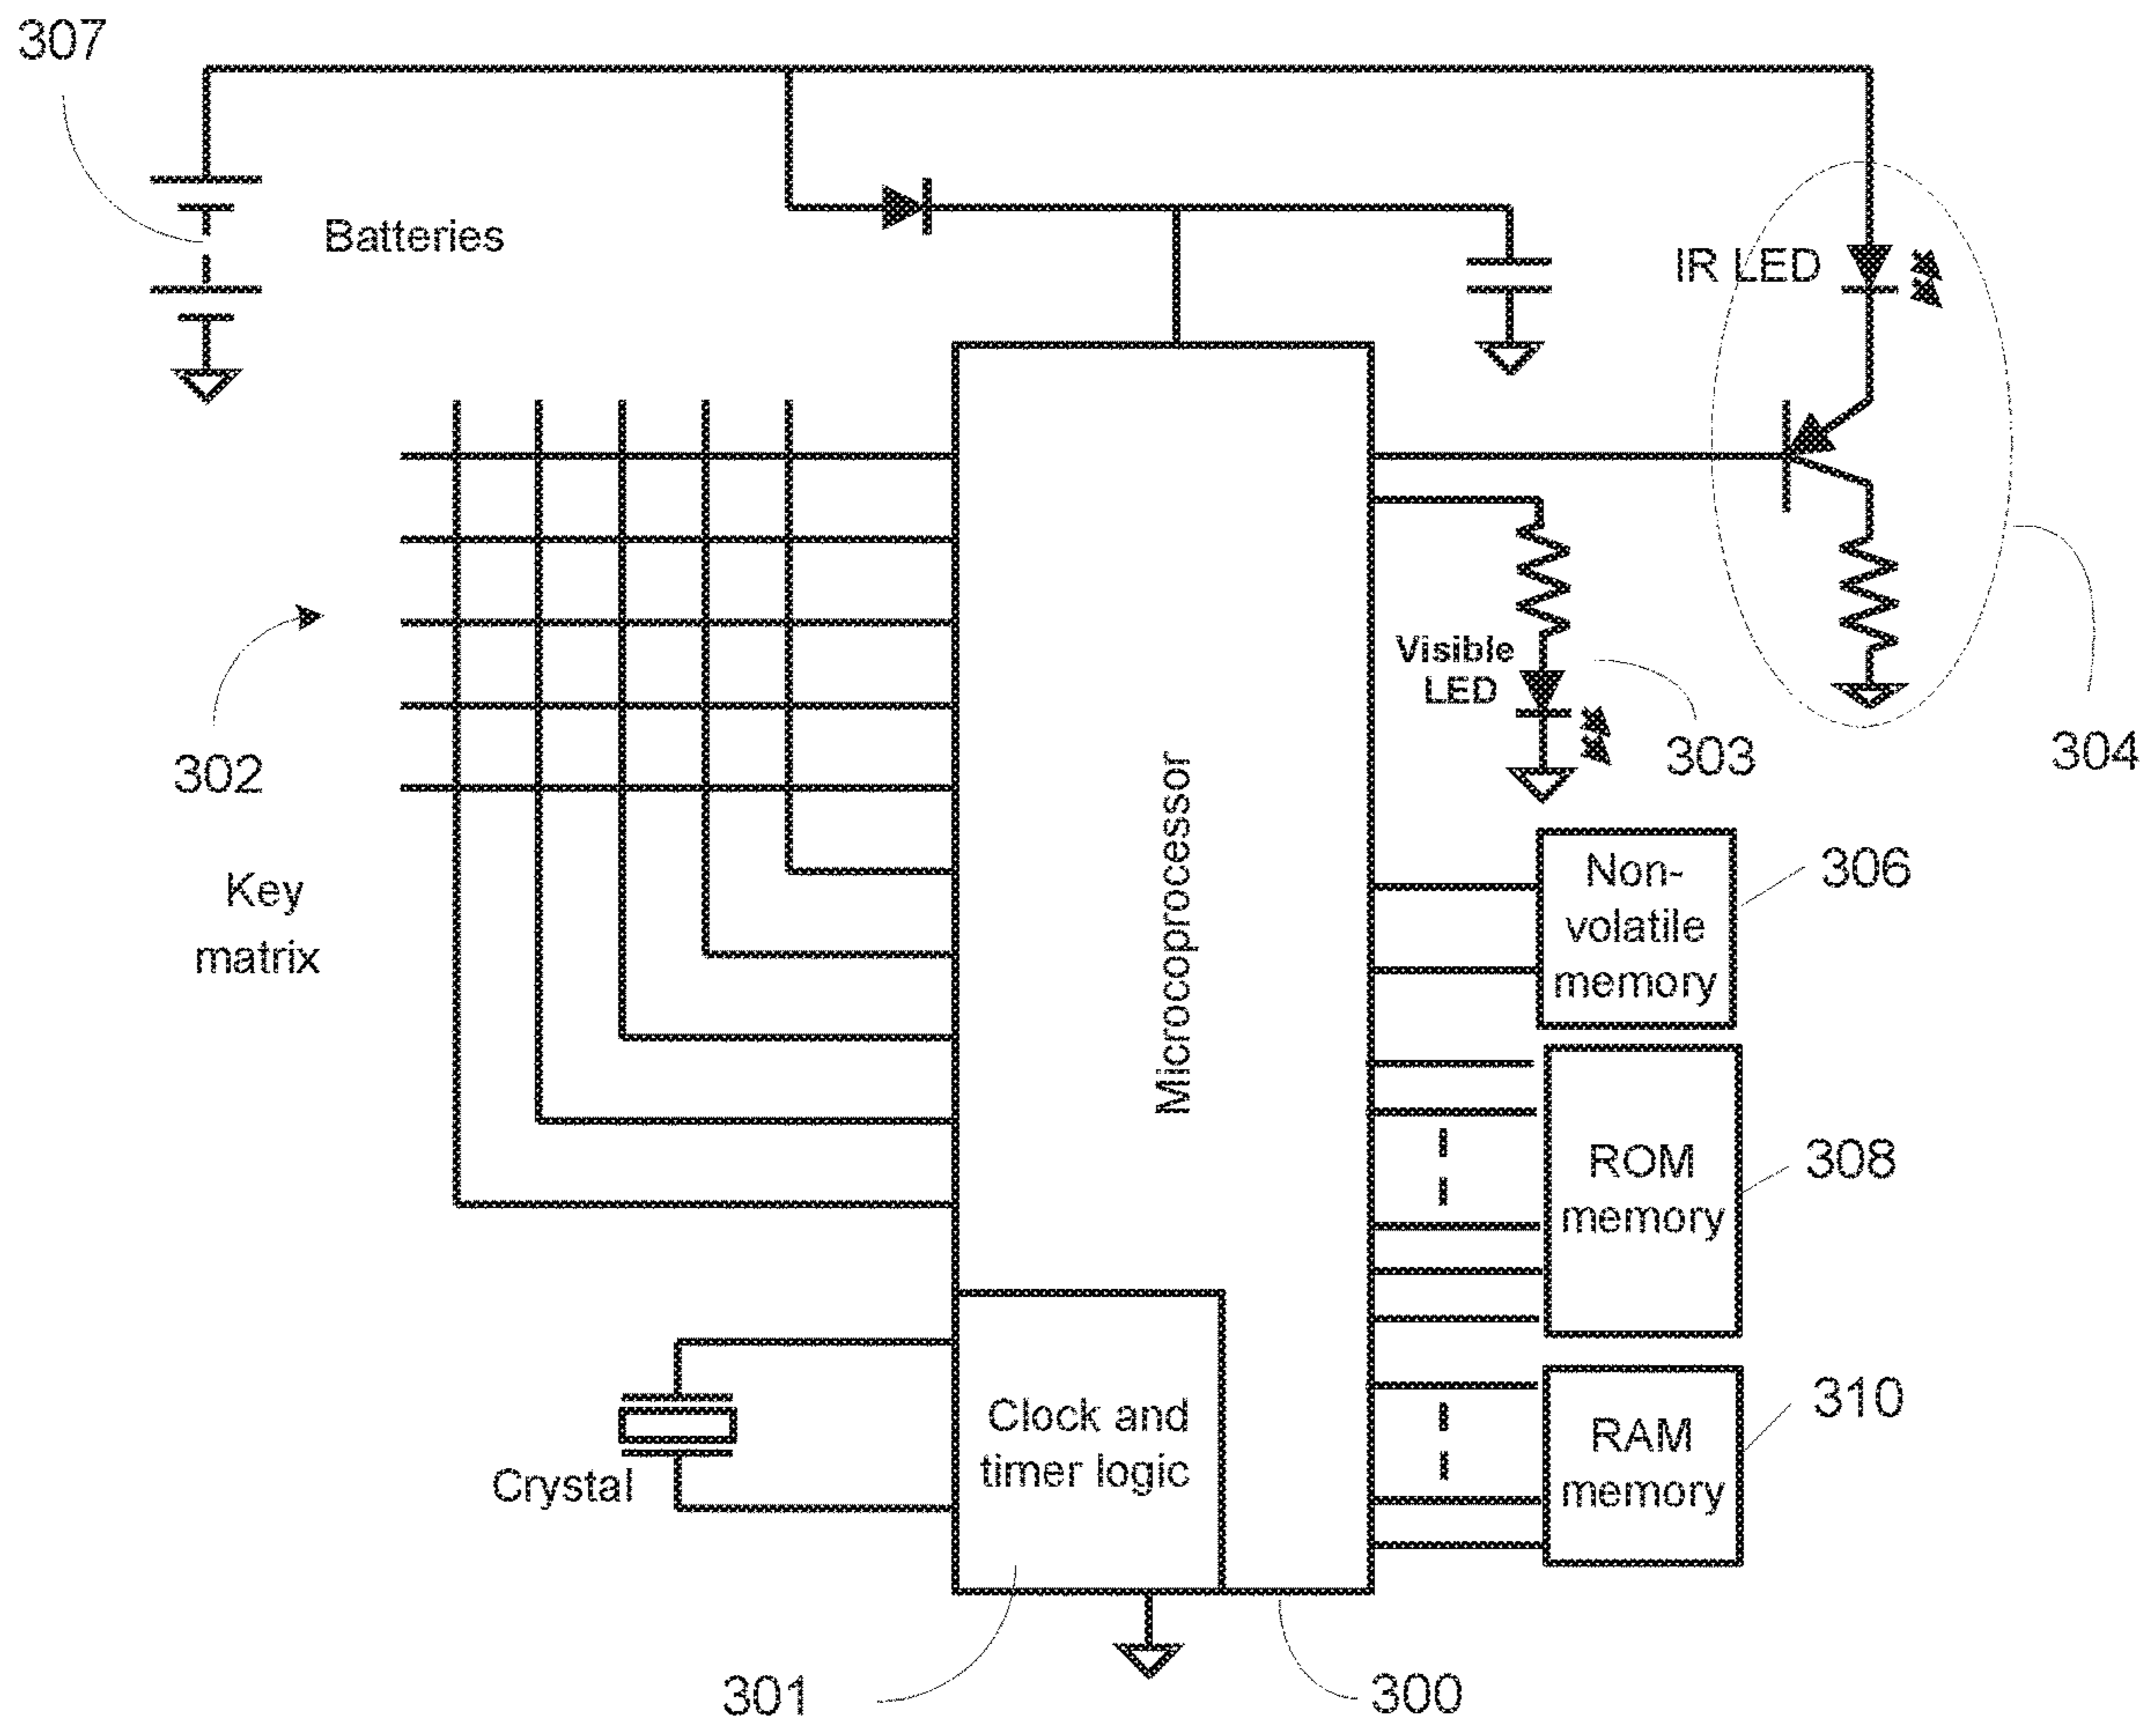 307
Batteries
IR LED
Visible
LED
303
304
302
Key
matrix
Microcoprocessor
Non-
volatile
memory
306
ROM
memory
308
Clock and
timer logic
Crystal
RAM
memory
310
301
300